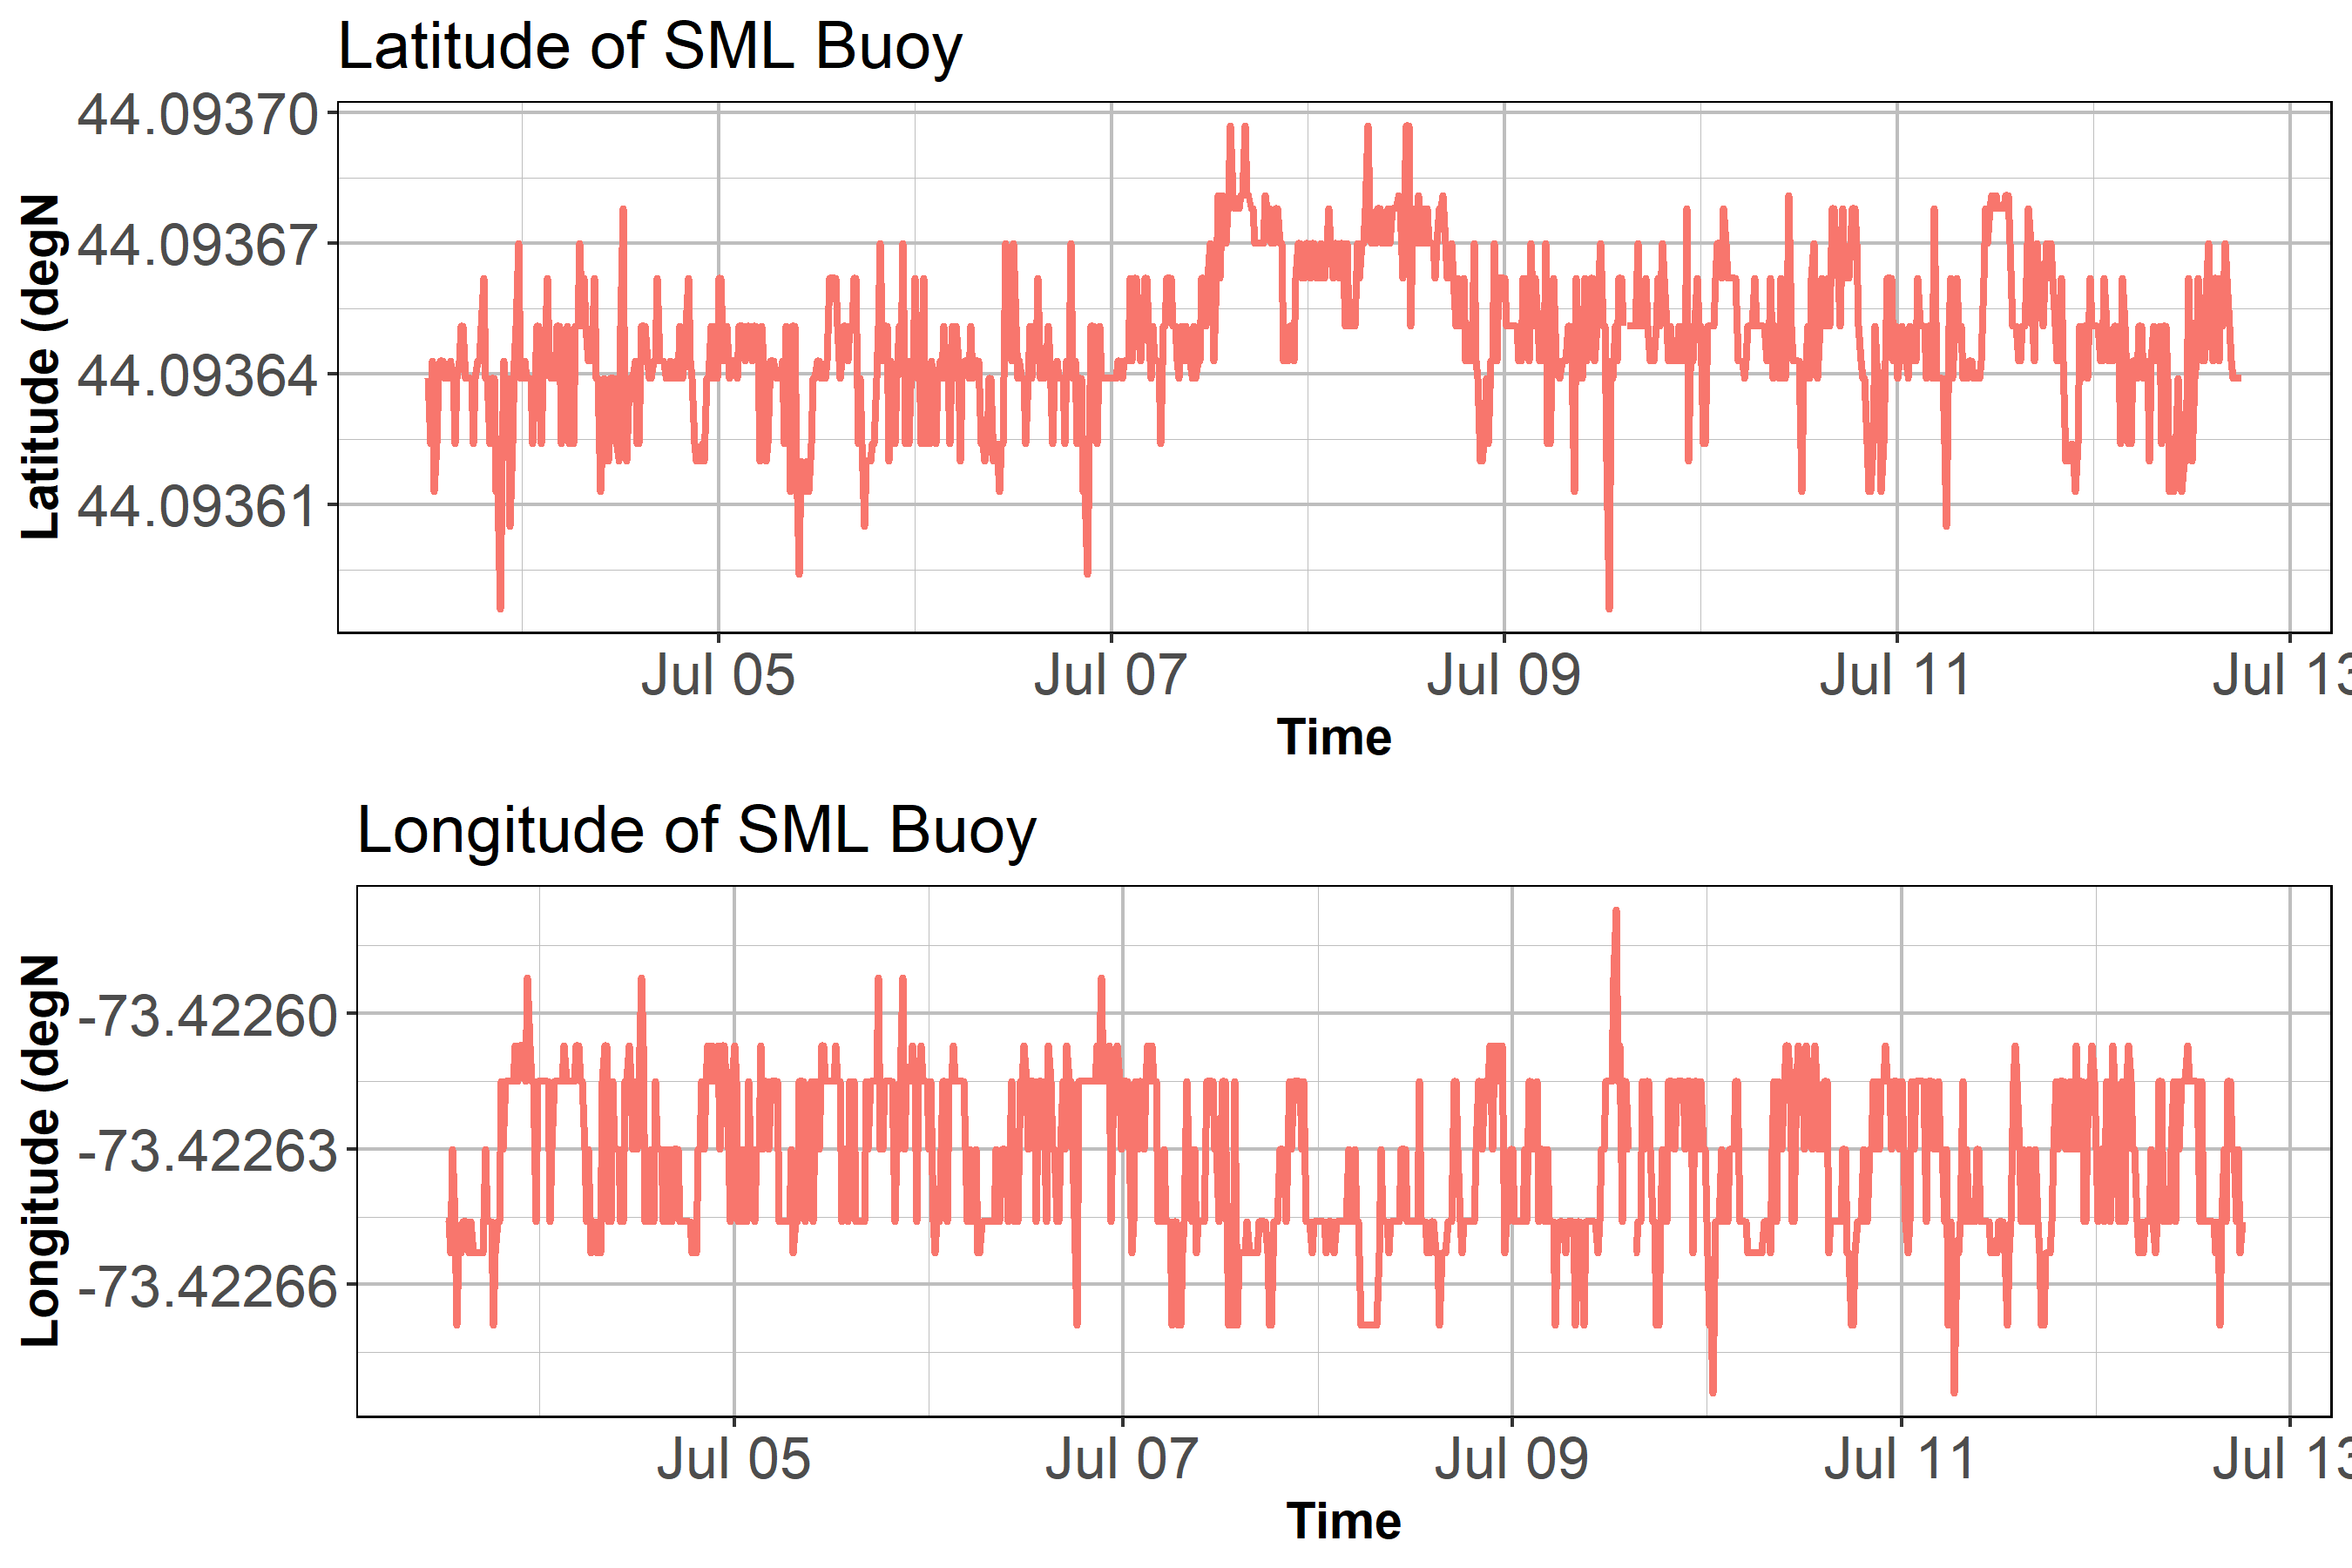 Latitude of SML Buoy
Latitude (degN
44.09370
44.09367
44.09364
44.09361
Jul 05 Jul 07 Jul 09 Jul 11 Jul 13
Time
Longitude of SML Buoy
Longitude (degN
-73.42260
-73.42263
-73.42266
Jul 05 Jul 07 Jul 09 Jul 11 Jul 13
Time